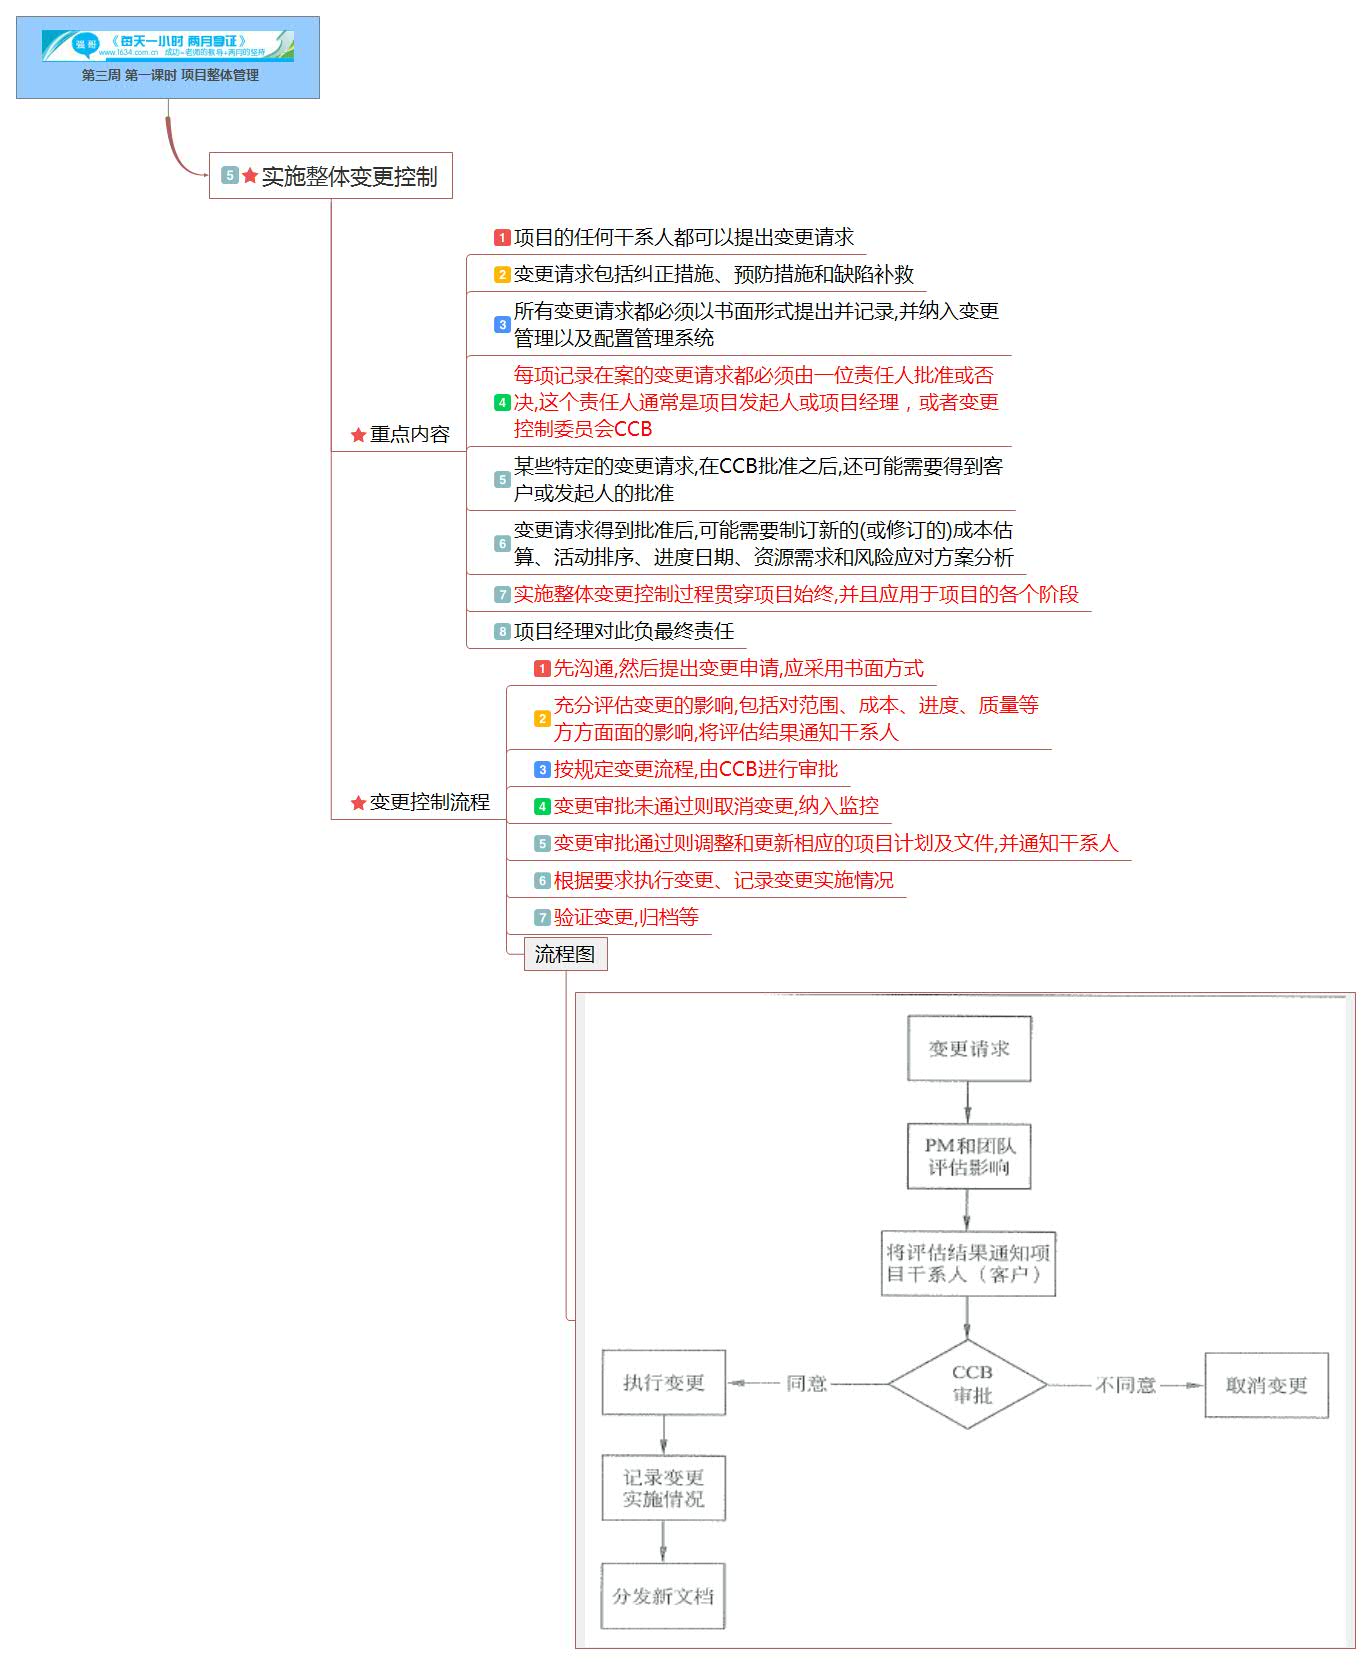 强哥
《每天一小时 两月拿证》
www.1634.com.cn 成功=老师的教导+两月的坚持
第三周 第一课时 项目整体管理
5 实施整体变更控制
重点内容
1 项目的任何干系人都可以提出变更请求
2 变更请求包括纠正措施、预防措施和缺陷补救
3 所有变更请求都必须以书面形式提出并记录,并纳入变更
管理以及配置管理系统
4 每项记录在案的变更请求都必须由一位责任人批准或否
决,这个责任人通常是项目发起人或项目经理，或者变更
控制委员会CCB
5 某些特定的变更请求,在CCB批准之后,还可能需要得到客
户或发起人的批准
6 变更请求得到批准后,可能需要制订新的(或修订的)成本估
算、活动排序、进度日期、资源需求和风险应对方案分析
7 实施整体变更控制过程贯穿项目始终,并且应用于项目的各个阶段
8 项目经理对此负最终责任
变更控制流程
1 先沟通,然后提出变更申请,应采用书面方式
2 充分评估变更的影响,包括对范围、成本、进度、质量等
方方面面的影响,将评估结果通知干系人
3 按规定变更流程,由CCB进行审批
4 变更审批未通过则取消变更,纳入监控
5 变更审批通过则调整和更新相应的项目计划及文件,并通知干系人
6 根据要求执行变更、记录变更实施情况
7 验证变更,归档等
流程图
变更请求
PM和团队
评估影响
将评估结果通知项
目干系人（客户）
CCB
审批
同意
不同意
执行变更
取消变更
记录变更
实施情况
分发新文档